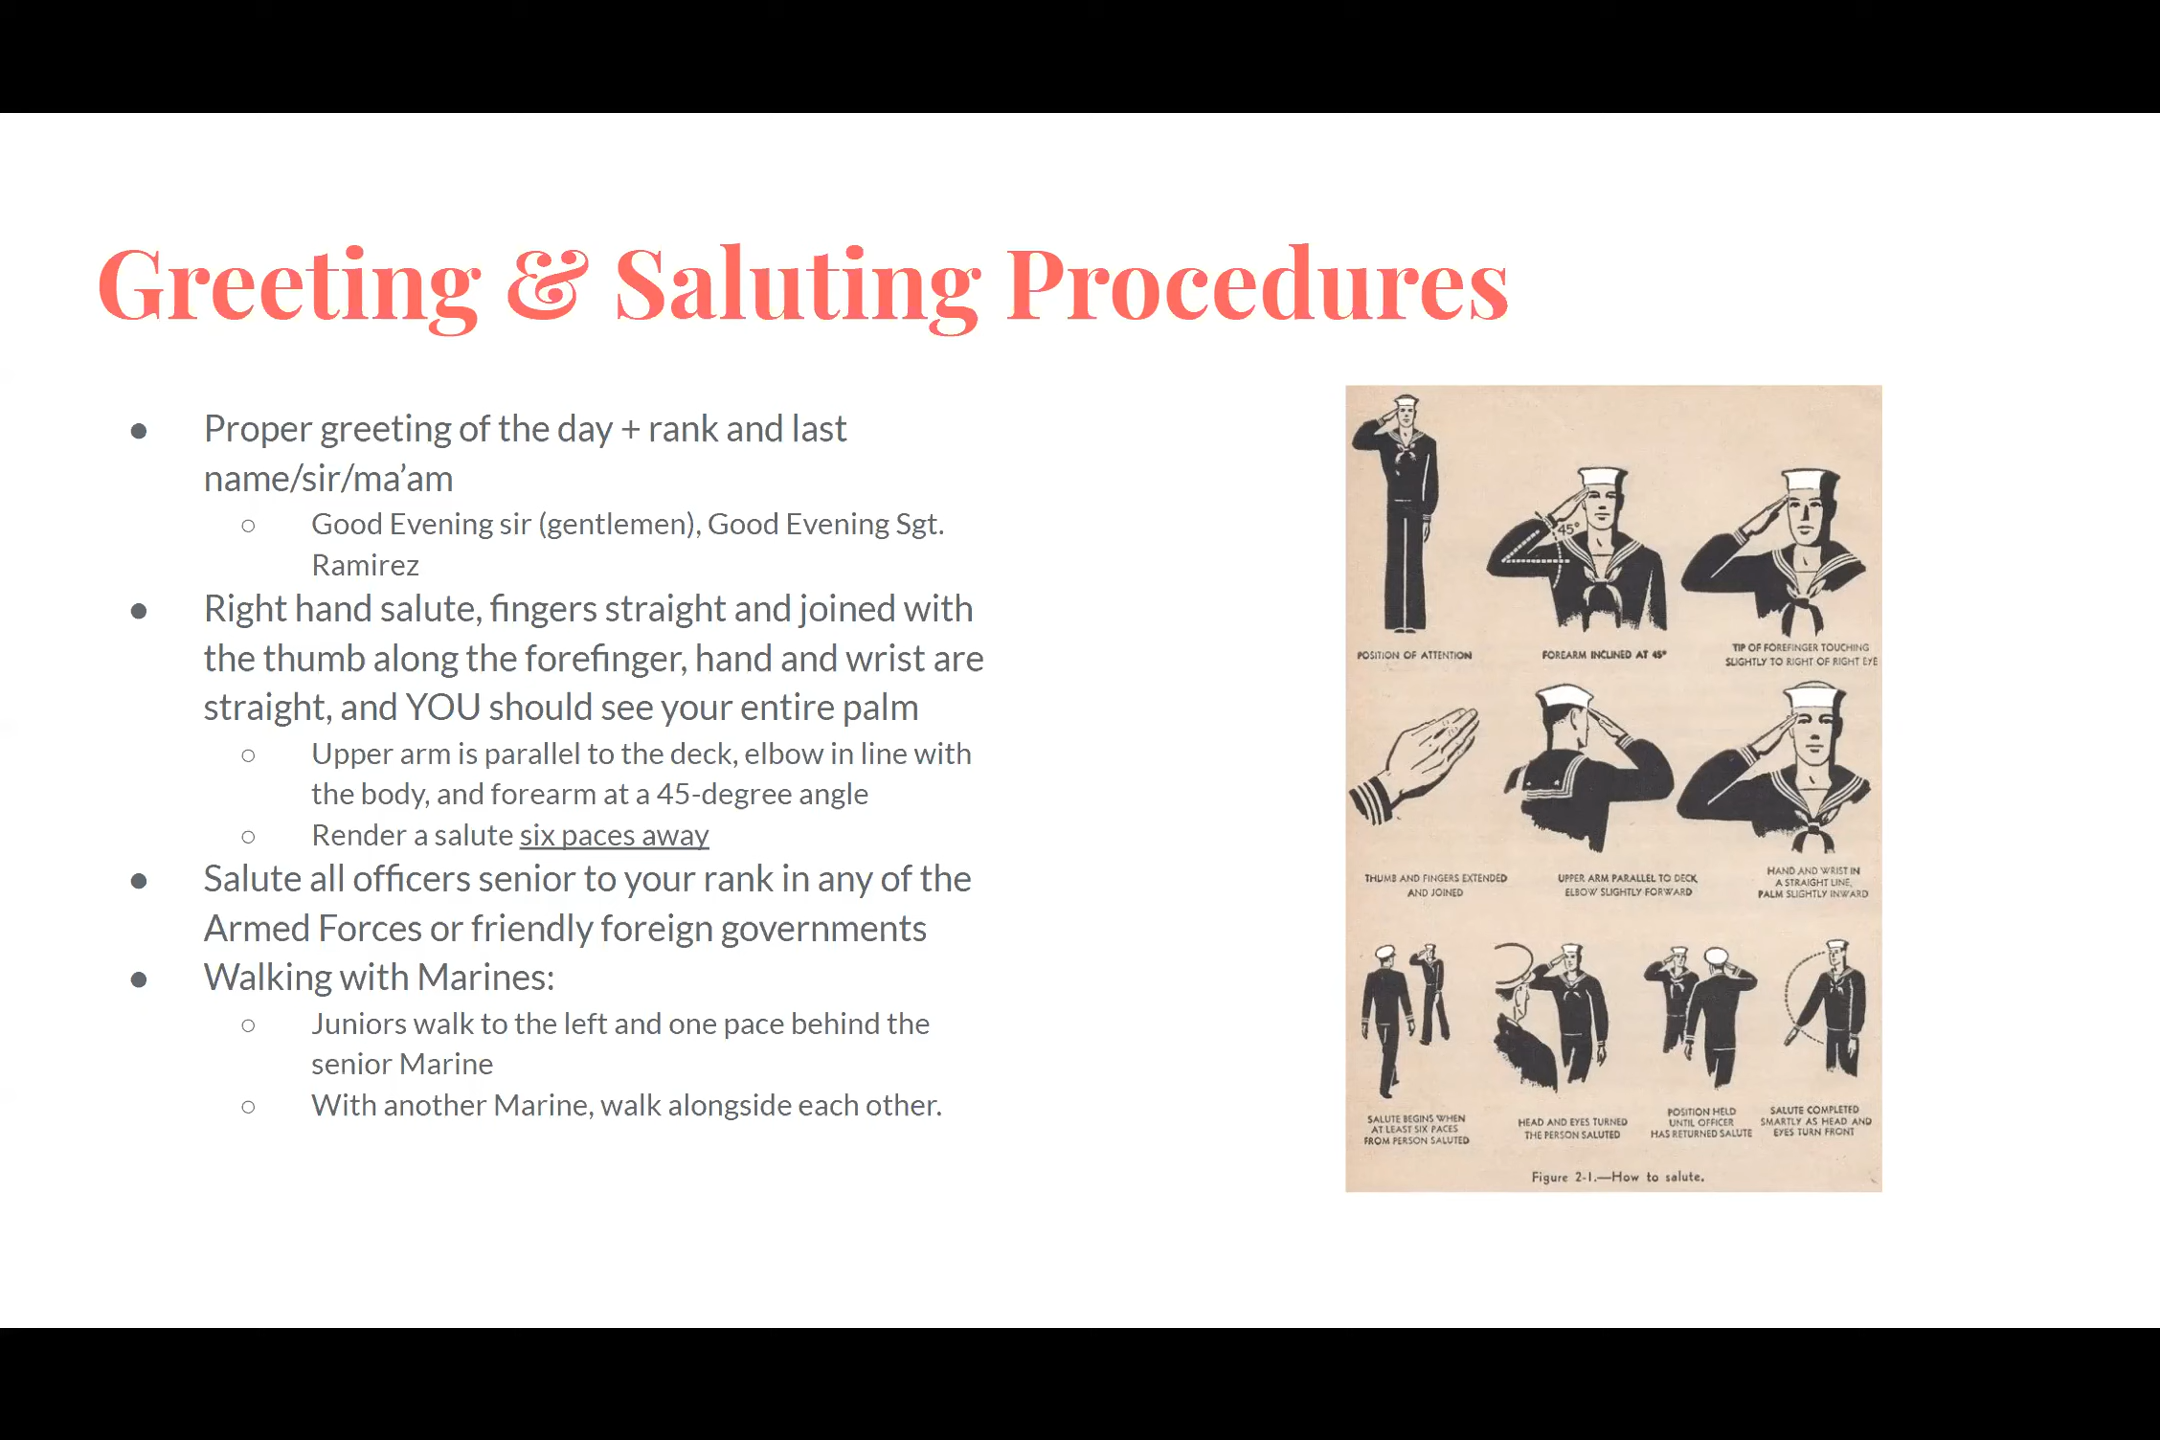 Greeting & Saluting Procedures
● Proper greeting of the day + rank and last
name/sir/ma’am
○ Good Evening sir (gentlemen), Good Evening Sgt.
Ramirez
● Right hand salute, fingers straight and joined with
the thumb along the forefinger, hand and wrist are
straight, and YOU should see your entire palm
○ Upper arm is parallel to the deck, elbow in line with
the body, and forearm at a 45-degree angle
○ Render a salute six paces away
● Salute all officers senior to your rank in any of the
Armed Forces or friendly foreign governments
● Walking with Marines:
○ Juniors walk to the left and one pace behind the
senior Marine
○ With another Marine, walk alongside each other.
45°
POSITION OF ATTENTION
FOREARM INCLINED AT 45°
TIP OF FOREFINGER TOUCHING
SLIGHTLY TO RIGHT OF RIGHT EYE
THUMB AND FINGERS EXTENDED
AND JOINED
UPPER ARM PARALLEL TO DECK,
ELBOW SLIGHTLY FORWARD
HAND AND WRIST IN
A STRAIGHT LINE,
PALM SLIGHTLY INWARD
SALUTE BEGINS WHEN
AT LEAST SIX PACES
FROM PERSON SALUTED
HEAD AND EYES TURNED
THE PERSON SALUTED
POSITION HELD
UNTIL OFFICER
HAS RETURNED SALUTE
SALUTE COMPLETED
SMARTLY AS HEAD AND
EYES TURN FRONT
Figure 2-1.—How to salute.